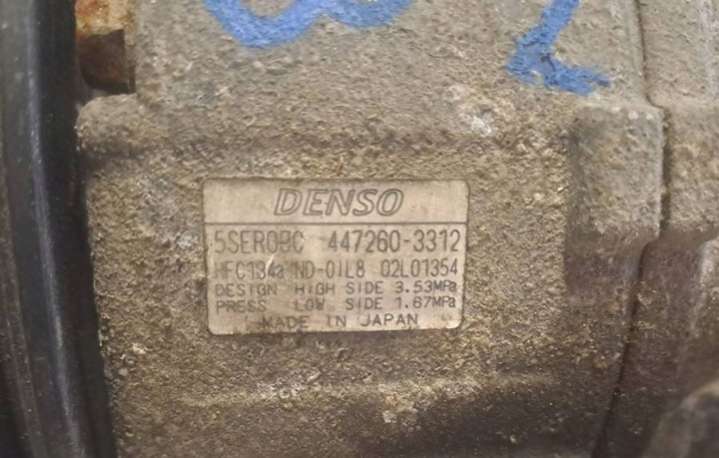 DENSO
5SER09C 447260-3312
HFC134a ND-OIL8 02L01354
DESIGN HIGH SIDE 3.53MPa
PRESS LOW SIDE 1.67MPa
MADE IN JAPAN